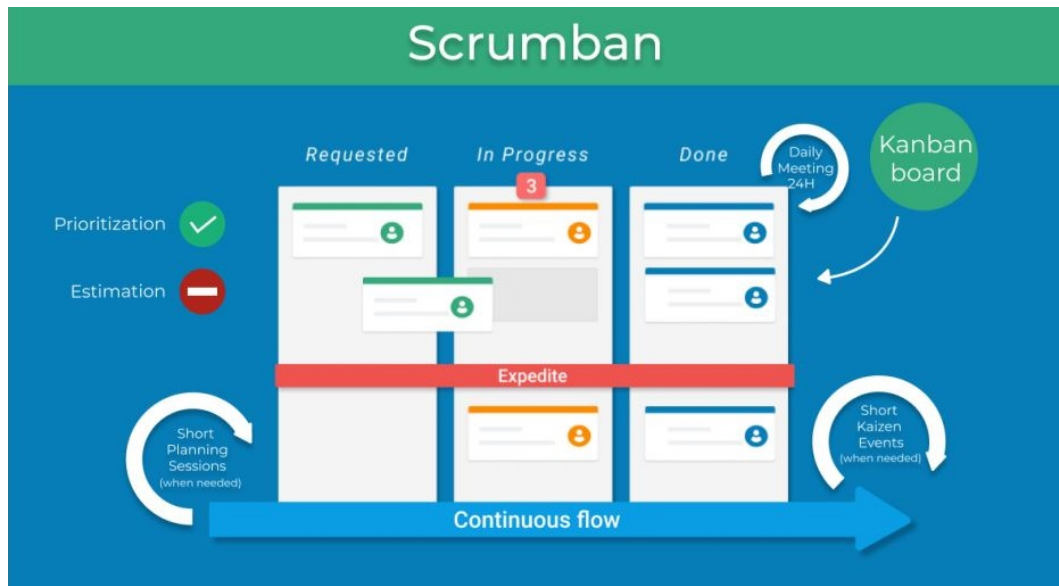 Scrumban
Requested
In Progress
Done
Daily
Meeting
24H
Kanban
board
3
Prioritization
Estimation
Expedite
Short
Planning
Sessions
(when needed)
Short
Kaizen
Events
(when needed)
Continuous flow